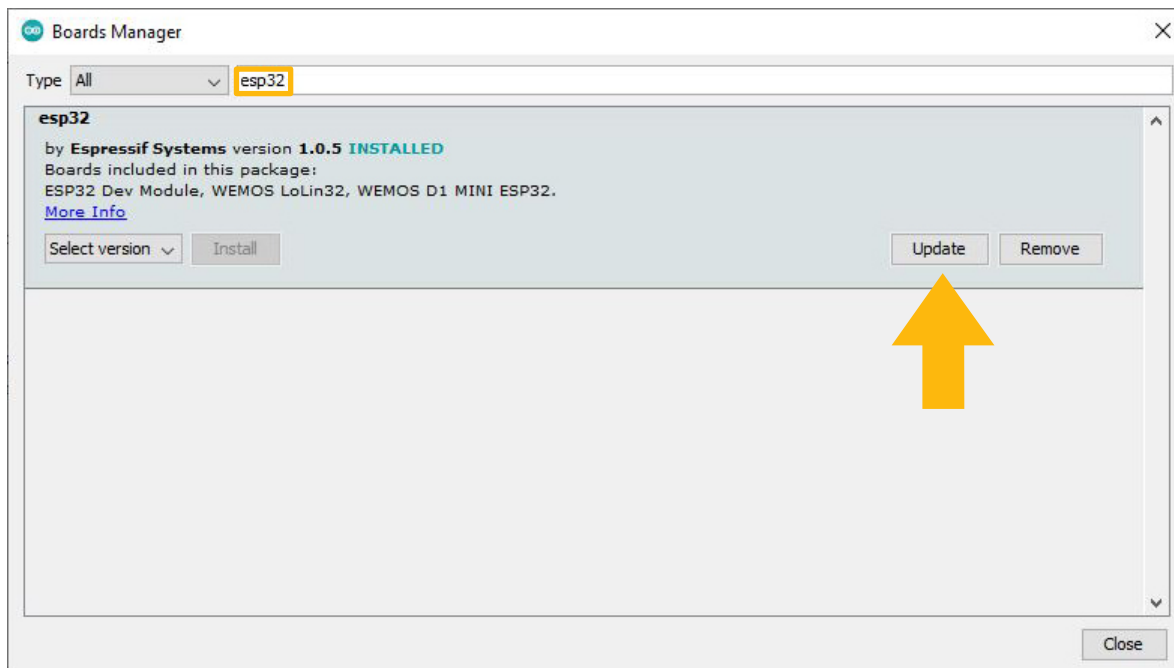 Boards Manager
Type All esp32
esp32
by Espressif Systems version 1.0.5 INSTALLED
Boards included in this package:
ESP32 Dev Module, WEMOS LoLin32, WEMOS D1 MINI ESP32.
More Info
Select version Install Update Remove
Close